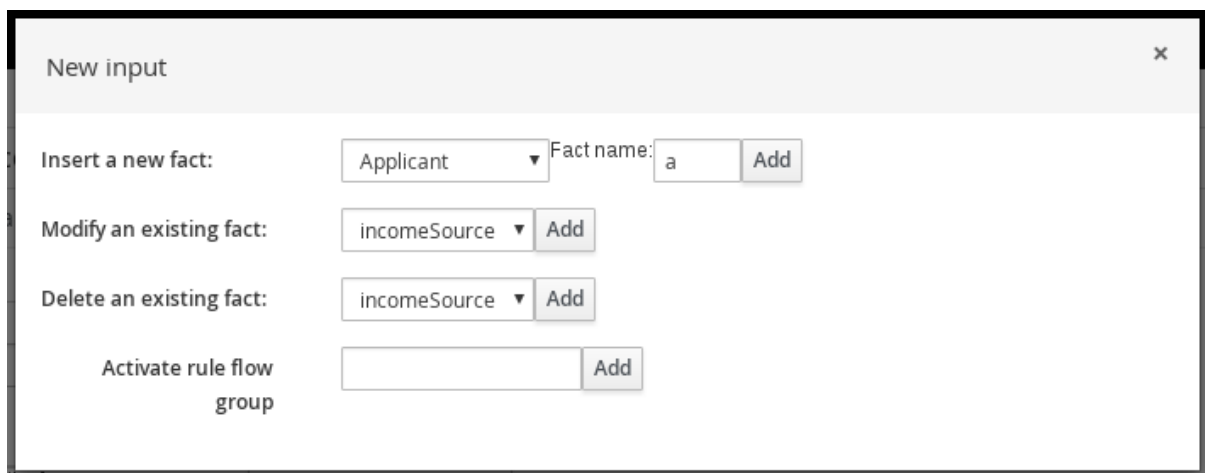 New input ×
Insert a new fact: Applicant Fact name: a Add
Modify an existing fact: incomeSource Add
Delete an existing fact: incomeSource Add
Activate rule flow Add
group